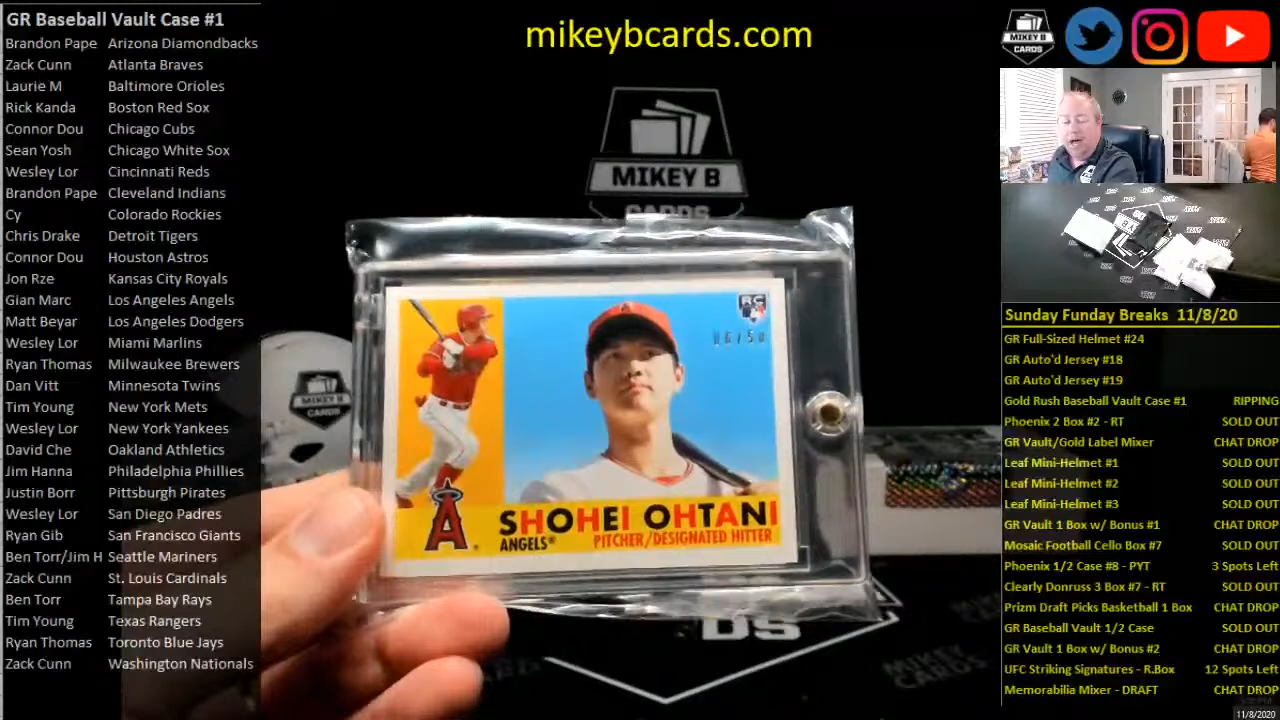 GR Baseball Vault Case #1
Brandon Pape Arizona Diamondbacks
Zack Cunn Atlanta Braves
Laurie M Baltimore Orioles
Rick Kanda Boston Red Sox
Connor Dou Chicago Cubs
Sean Yosh Chicago White Sox
Wesley Lor Cincinnati Reds
Brandon Pape Cleveland Indians
Cy Colorado Rockies
Chris Drake Detroit Tigers
Connor Dou Houston Astros
Jon Rze Kansas City Royals
Gian Marc Los Angeles Angels
Matt Beyar Los Angeles Dodgers
Wesley Lor Miami Marlins
Ryan Thomas Milwaukee Brewers
Dan Vitt Minnesota Twins
Tim Young New York Mets
Wesley Lor New York Yankees
David Che Oakland Athletics
Jim Hanna Philadelphia Phillies
Justin Borr Pittsburgh Pirates
Wesley Lor San Diego Padres
Ryan Gib San Francisco Giants
Ben Torr/Jim H Seattle Mariners
Zack Cunn St. Louis Cardinals
Ben Torr Tampa Bay Rays
Tim Young Texas Rangers
Ryan Thomas Toronto Blue Jays
Zack Cunn Washington Nationals
mikeybcards.com
MIKEY B
CARDS
RC
06/50
A
SHOHEI OHTANI
ANGELS® PITCHER/DESIGNATED HITTER
MIKEY B
DS
MIKEY B
CARDS
Sunday Funday Breaks 11/8/20
GR Full-Sized Helmet #24
GR Auto'd Jersey #18
GR Auto'd Jersey #19
Gold Rush Baseball Vault Case #1 RIPPING
Phoenix 2 Box #2 - RT SOLD OUT
GR Vault/Gold Label Mixer CHAT DROP
Leaf Mini-Helmet #1 SOLD OUT
Leaf Mini-Helmet #2 SOLD OUT
Leaf Mini-Helmet #3 SOLD OUT
GR Vault 1 Box w/ Bonus #1 CHAT DROP
Mosaic Football Cello Box #7 SOLD OUT
Phoenix 1/2 Case #8 - PYT 3 Spots Left
Clearly Donruss 3 Box #7 - RT SOLD OUT
Prizm Draft Picks Basketball 1 Box CHAT DROP
GR Baseball Vault 1/2 Case SOLD OUT
GR Vault 1 Box w/ Bonus #2 CHAT DROP
UFC Striking Signatures - R.Box 12 Spots Left
Memorabilia Mixer - DRAFT CHAT DROP
11/8/2020